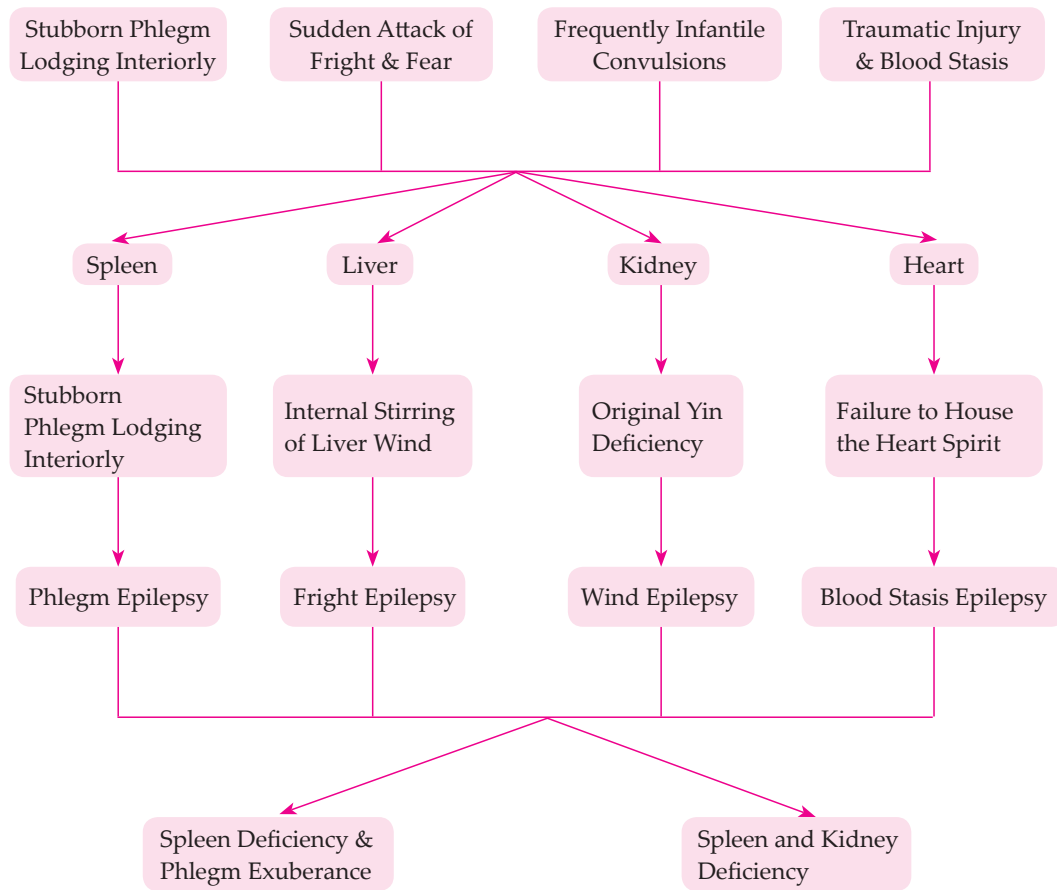 Stubborn Phlegm
Lodging Interiorly
Sudden Attack of
Fright & Fear
Frequently Infantile
Convulsions
Traumatic Injury
& Blood Stasis
Spleen
Liver
Kidney
Heart
Stubborn
Phlegm Lodging
Interiorly
Internal Stirring
of Liver Wind
Original Yin
Deficiency
Failure to House
the Heart Spirit
Phlegm Epilepsy
Fright Epilepsy
Wind Epilepsy
Blood Stasis Epilepsy
Spleen Deficiency &
Phlegm Exuberance
Spleen and Kidney
Deficiency